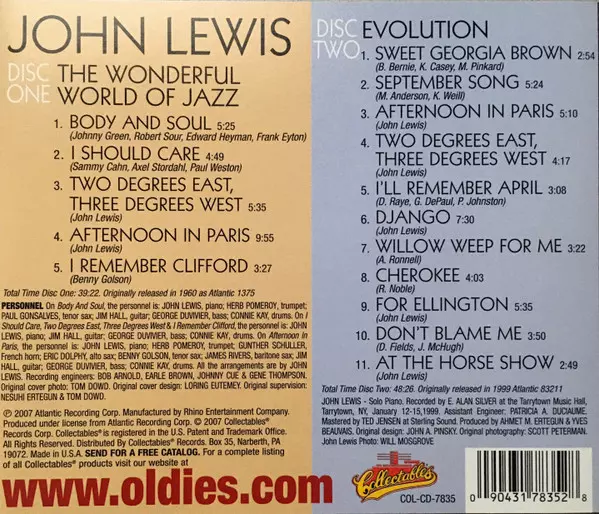 JOHN LEWIS
DISC ONE
THE WONDERFUL
WORLD OF JAZZ
1. BODY AND SOUL 5:25
(Johnny Green, Robert Sour, Edward Heyman, Frank Eyton)
2. I SHOULD CARE 4:49
(Sammy Cahn, Axel Stordahl, Paul Weston)
3. TWO DEGREES EAST,
THREE DEGREES WEST 5:35
(John Lewis)
4. AFTERNOON IN PARIS 9:55
(John Lewis)
5. I REMEMBER CLIFFORD 3:27
(Benny Golson)
Total Time Disc One: 39:22. Originally released in 1960 as Atlantic 1375
PERSONNEL On Body And Soul, the personnel is: JOHN LEWIS, piano; HERB POMEROY, trumpet;
PAUL GONSALVES, tenor sax; JIM HALL, guitar; GEORGE DUVIVIER, bass; CONNIE KAY, drums. On I
Should Care, Two Degrees East, Three Degrees West & I Remember Clifford, the personnel is: JOHN
LEWIS, piano; JIM HALL, guitar; GEORGE DUVIVIER, bass; CONNIE KAY, drums. On Afternoon in
Paris, the personnel is: JOHN LEWIS, piano; HERB POMEROY, trumpet; GUNTHER SCHULLER,
French horn; ERIC DOLPHY, alto sax; BENNY GOLSON, tenor sax; JAMES RIVERS, baritone sax; JIM
HALL, guitar; GEORGE DUVIVIER, bass; CONNIE KAY, drums. All the arrangements are by JOHN
LEWIS. Recording engineers: BOB ARNOLD, EARLE BROWN, JOHNNY CUE & GENE THOMPSON.
Original cover photo: TOM DOWD. Original cover design: LORING EUTEMEY. Original supervision:
NESUHI ERTEGUN & TOM DOWD.
℗ 2007 Atlantic Recording Corp. Manufactured by Rhino Entertainment Company.
Produced under license from Atlantic Recording Corp. © 2007 Collectables®
Records Corp. Collectables® is registered in the U.S. Patent and Trademark Office.
All Rights Reserved. Distributed By Collectables® Records. Box 35, Narberth, PA
19072. Made in U.S.A. SEND FOR A FREE CATALOG. For a complete listing
of all Collectables® products visit our website at
www.oldies.com
DISC TWO
EVOLUTION
1. SWEET GEORGIA BROWN 2:54
(B. Bernie, K. Casey, M. Pinkard)
2. SEPTEMBER SONG 5:24
(M. Anderson, K. Weill)
3. AFTERNOON IN PARIS 5:10
(John Lewis)
4. TWO DEGREES EAST,
THREE DEGREES WEST 4:17
(John Lewis)
5. I'LL REMEMBER APRIL 3:08
(D. Raye, G. DePaul, P. Johnston)
6. DJANGO 7:30
(John Lewis)
7. WILLOW WEEP FOR ME 3:22
(A. Ronnell)
8. CHEROKEE 4:03
(R. Noble)
9. FOR ELLINGTON 5:35
(John Lewis)
10. DON'T BLAME ME 3:50
(D. Fields, J. McHugh)
11. AT THE HORSE SHOW 2:49
(John Lewis)
Total Time Disc Two: 48:26. Originally released in 1999 Atlantic 83211
JOHN LEWIS - Solo Piano. Recorded by E. ALAN SILVER at the Tarrytown Music Hall,
Tarrytown, NY, January 12-15,1999. Assistant Engineer: PATRICIA A. DUCIAUME.
Mastered by TED JENSEN at Sterling Sound. Produced by AHMET M. ERTEGUN & YVES
BEAUVAIS. Original design: JOHN A. PINSKY. Original photography: SCOTT PETERMAN.
John Lewis Photo: WILL MOSGROVE
Collectables
COL-CD-7835
0 90431 78352 8